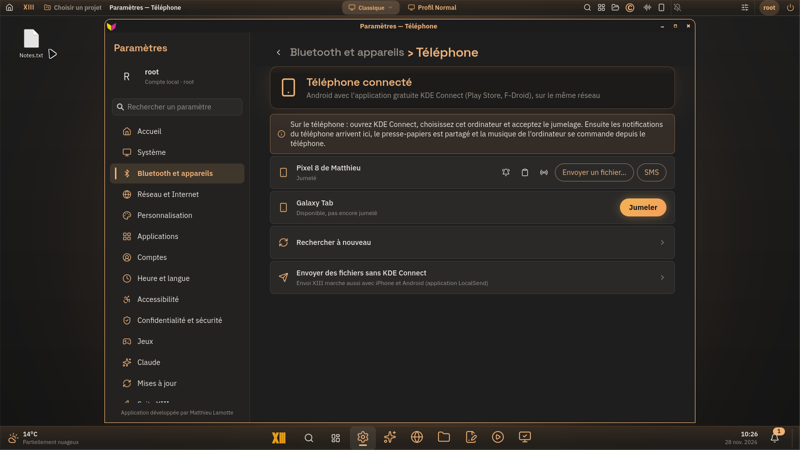 XIII
Choisir un projet
Paramètres — Téléphone
Classique
Profil Normal
root
Notes.txt
Paramètres — Téléphone
Paramètres
R
root
Compte local · root
Rechercher un paramètre
Accueil
Système
Bluetooth et appareils
Réseau et Internet
Personnalisation
Applications
Comptes
Heure et langue
Accessibilité
Confidentialité et sécurité
Jeux
Claude
Mises à jour
Application développée par Matthieu Lamotte
Bluetooth et appareils > Téléphone
Téléphone connecté
Android avec l'application gratuite KDE Connect (Play Store, F-Droid), sur le même réseau
Sur le téléphone : ouvrez KDE Connect, choisissez cet ordinateur et acceptez le jumelage. Ensuite les notifications
du téléphone arrivent ici, le presse-papiers est partagé et la musique de l'ordinateur se commande depuis le
téléphone.
Pixel 8 de Matthieu
Jumelé
Envoyer un fichier...
SMS
Galaxy Tab
Disponible, pas encore jumelé
Jumeler
Rechercher à nouveau
Envoyer des fichiers sans KDE Connect
Envoi XIII marche aussi avec iPhone et Android (application LocalSend)
14°C
Partiellement nuageux
XIII
10:26
28 nov. 2026
1